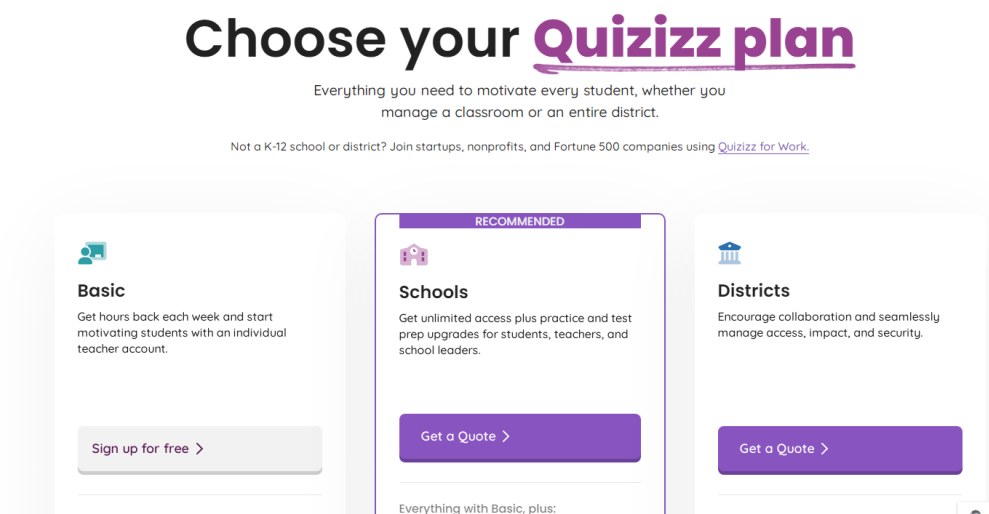 Choose your Quizizz plan
Everything you need to motivate every student, whether you
manage a classroom or an entire district.
Not a K-12 school or district? Join startups, nonprofits, and Fortune 500 companies using Quizizz for Work.
Basic
Get hours back each week and start
motivating students with an individual
teacher account.
Sign up for free
RECOMMENDED
Schools
Get unlimited access plus practice and test
prep upgrades for students, teachers, and
school leaders.
Get a Quote
Everything with Basic, plus:
Districts
Encourage collaboration and seamlessly
manage access, impact, and security.
Get a Quote